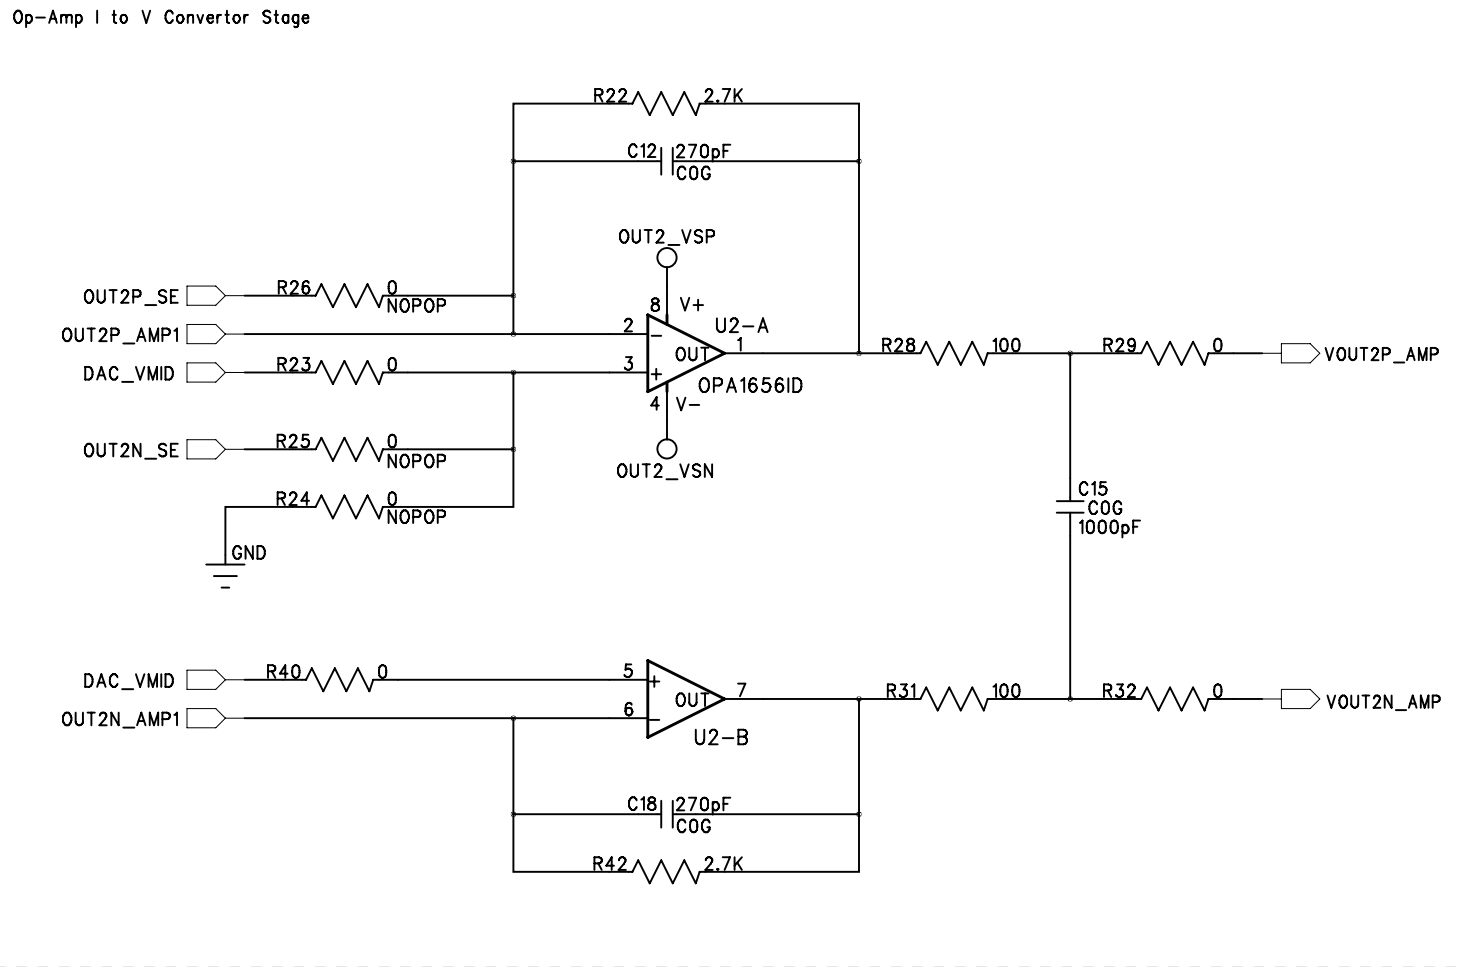 Op-Amp I to V Convertor Stage
R22 2.7K
C12 270pF
COG
OUT2_VSP
OUT2P_SE R26 0
NOPOP
8 V+
OUT2P_AMP1 2 - U2-A
OUT 1 R28 100 R29 0 VOUT2P_AMP
DAC_VMID R23 0 3 +
OPA1656ID
4 V-
OUT2N_SE R25 0
NOPOP
OUT2_VSN
R24 0
NOPOP
GND
C15
COG
1000pF
DAC_VMID R40 0 5 +
OUT 7 R31 100 R32 0 VOUT2N_AMP
OUT2N_AMP1 6 -
U2-B
C18 270pF
COG
R42 2.7K